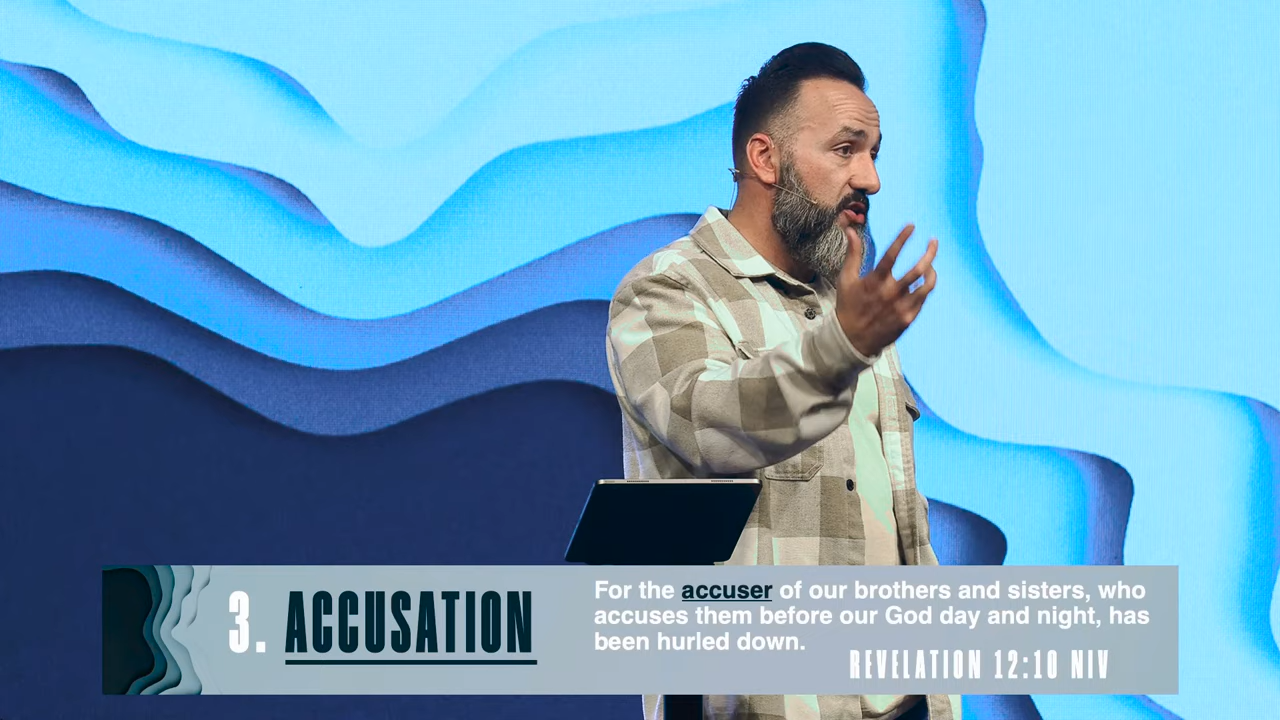 3. ACCUSATION
For the accuser of our brothers and sisters, who
accuses them before our God day and night, has
been hurled down.
REVELATION 12:10 NIV